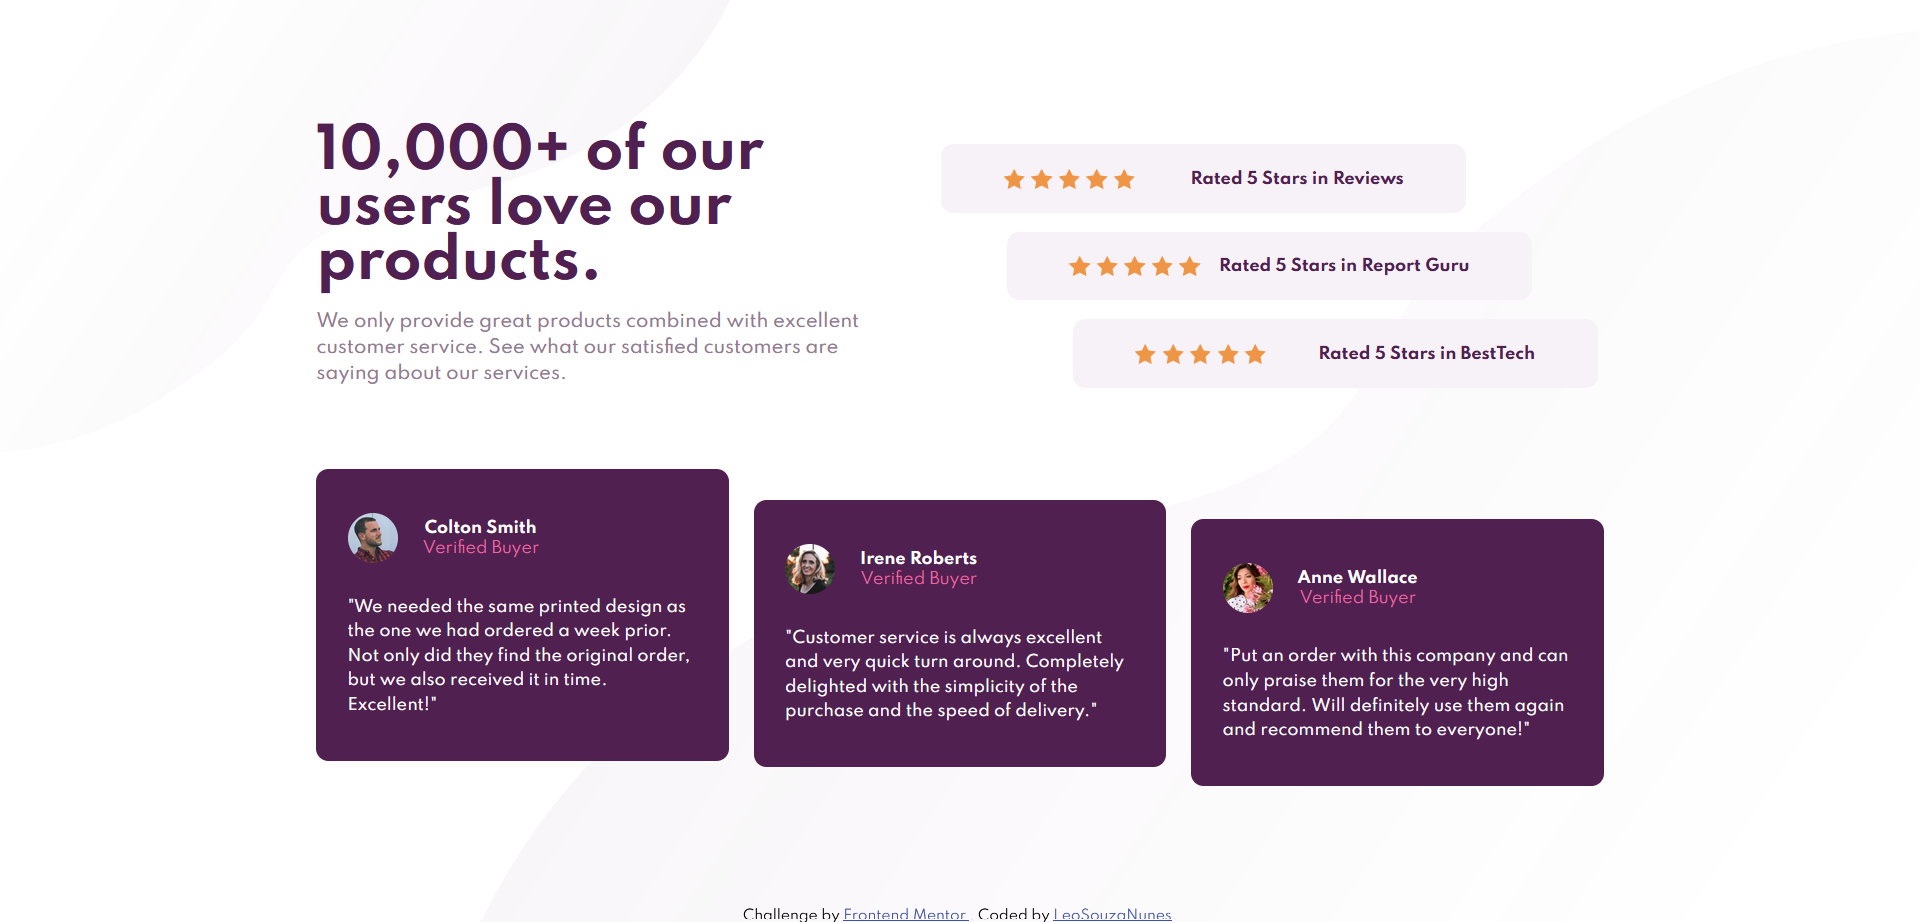 10,000+ of our
users love our
products.
We only provide great products combined with excellent
customer service. See what our satisfied customers are
saying about our services.
Rated 5 Stars in Reviews
Rated 5 Stars in Report Guru
Rated 5 Stars in BestTech
Colton Smith
Verified Buyer
"We needed the same printed design as
the one we had ordered a week prior.
Not only did they find the original order,
but we also received it in time.
Excellent!"
Irene Roberts
Verified Buyer
"Customer service is always excellent
and very quick turn around. Completely
delighted with the simplicity of the
purchase and the speed of delivery."
Anne Wallace
Verified Buyer
"Put an order with this company and can
only praise them for the very high
standard. Will definitely use them again
and recommend them to everyone!"
Challenge by Frontend Mentor . Coded by LeoSouzaNunes